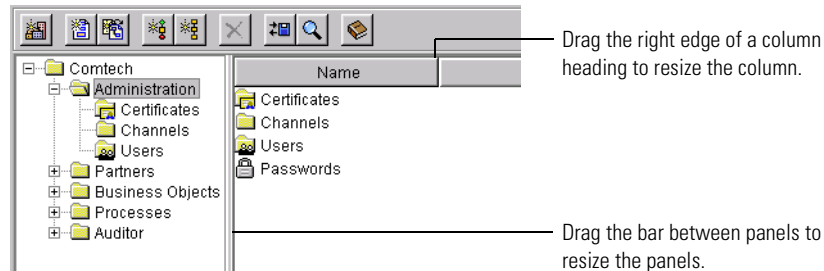 Comtech
Administration
Certificates
Channels
Users
Partners
Business Objects
Processes
Auditor
Name
Certificates
Channels
Users
Passwords
Drag the right edge of a column
heading to resize the column.
Drag the bar between panels to
resize the panels.